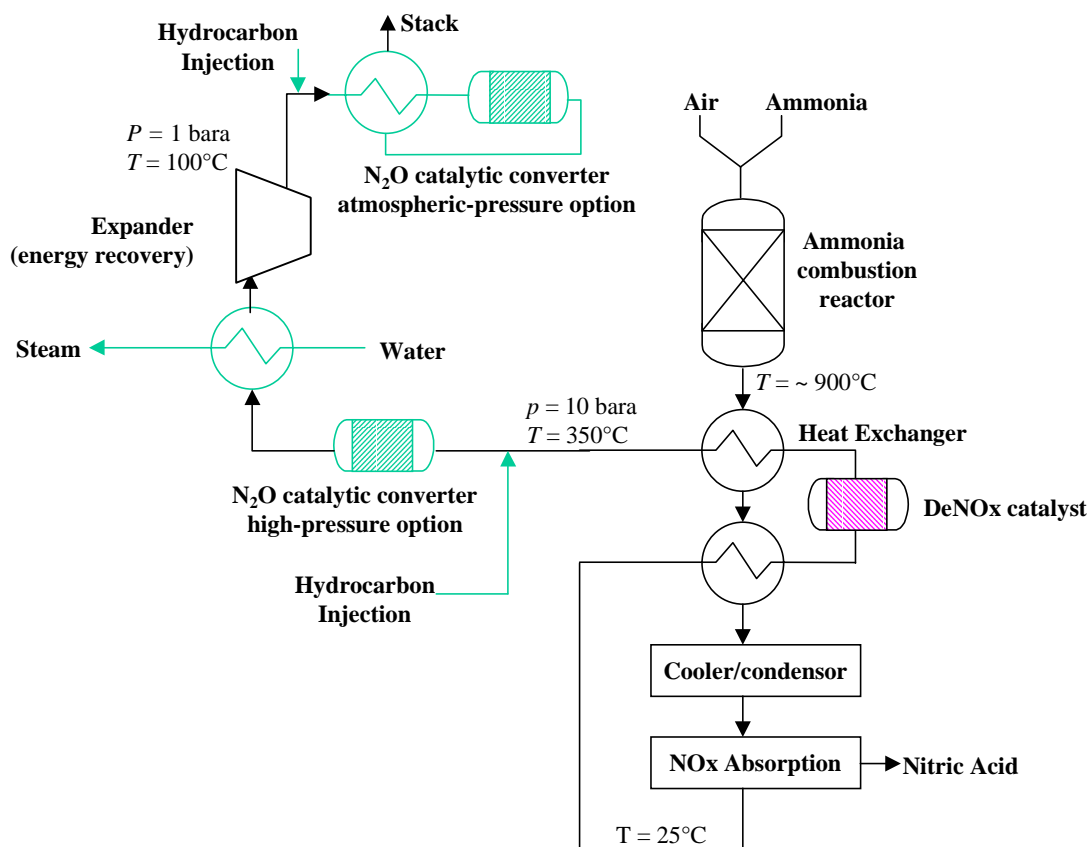 Hydrocarbon
Injection
Stack
P = 1 bara
T = 100°C
N₂O catalytic converter
atmospheric-pressure option
Expander
(energy recovery)
Air
Ammonia
Ammonia
combustion
reactor
T = ~ 900°C
Steam
Water
p = 10 bara
T = 350°C
Heat Exchanger
N₂O catalytic converter
high-pressure option
DeNOx catalyst
Hydrocarbon
Injection
Cooler/condensor
NOx Absorption
Nitric Acid
T = 25°C